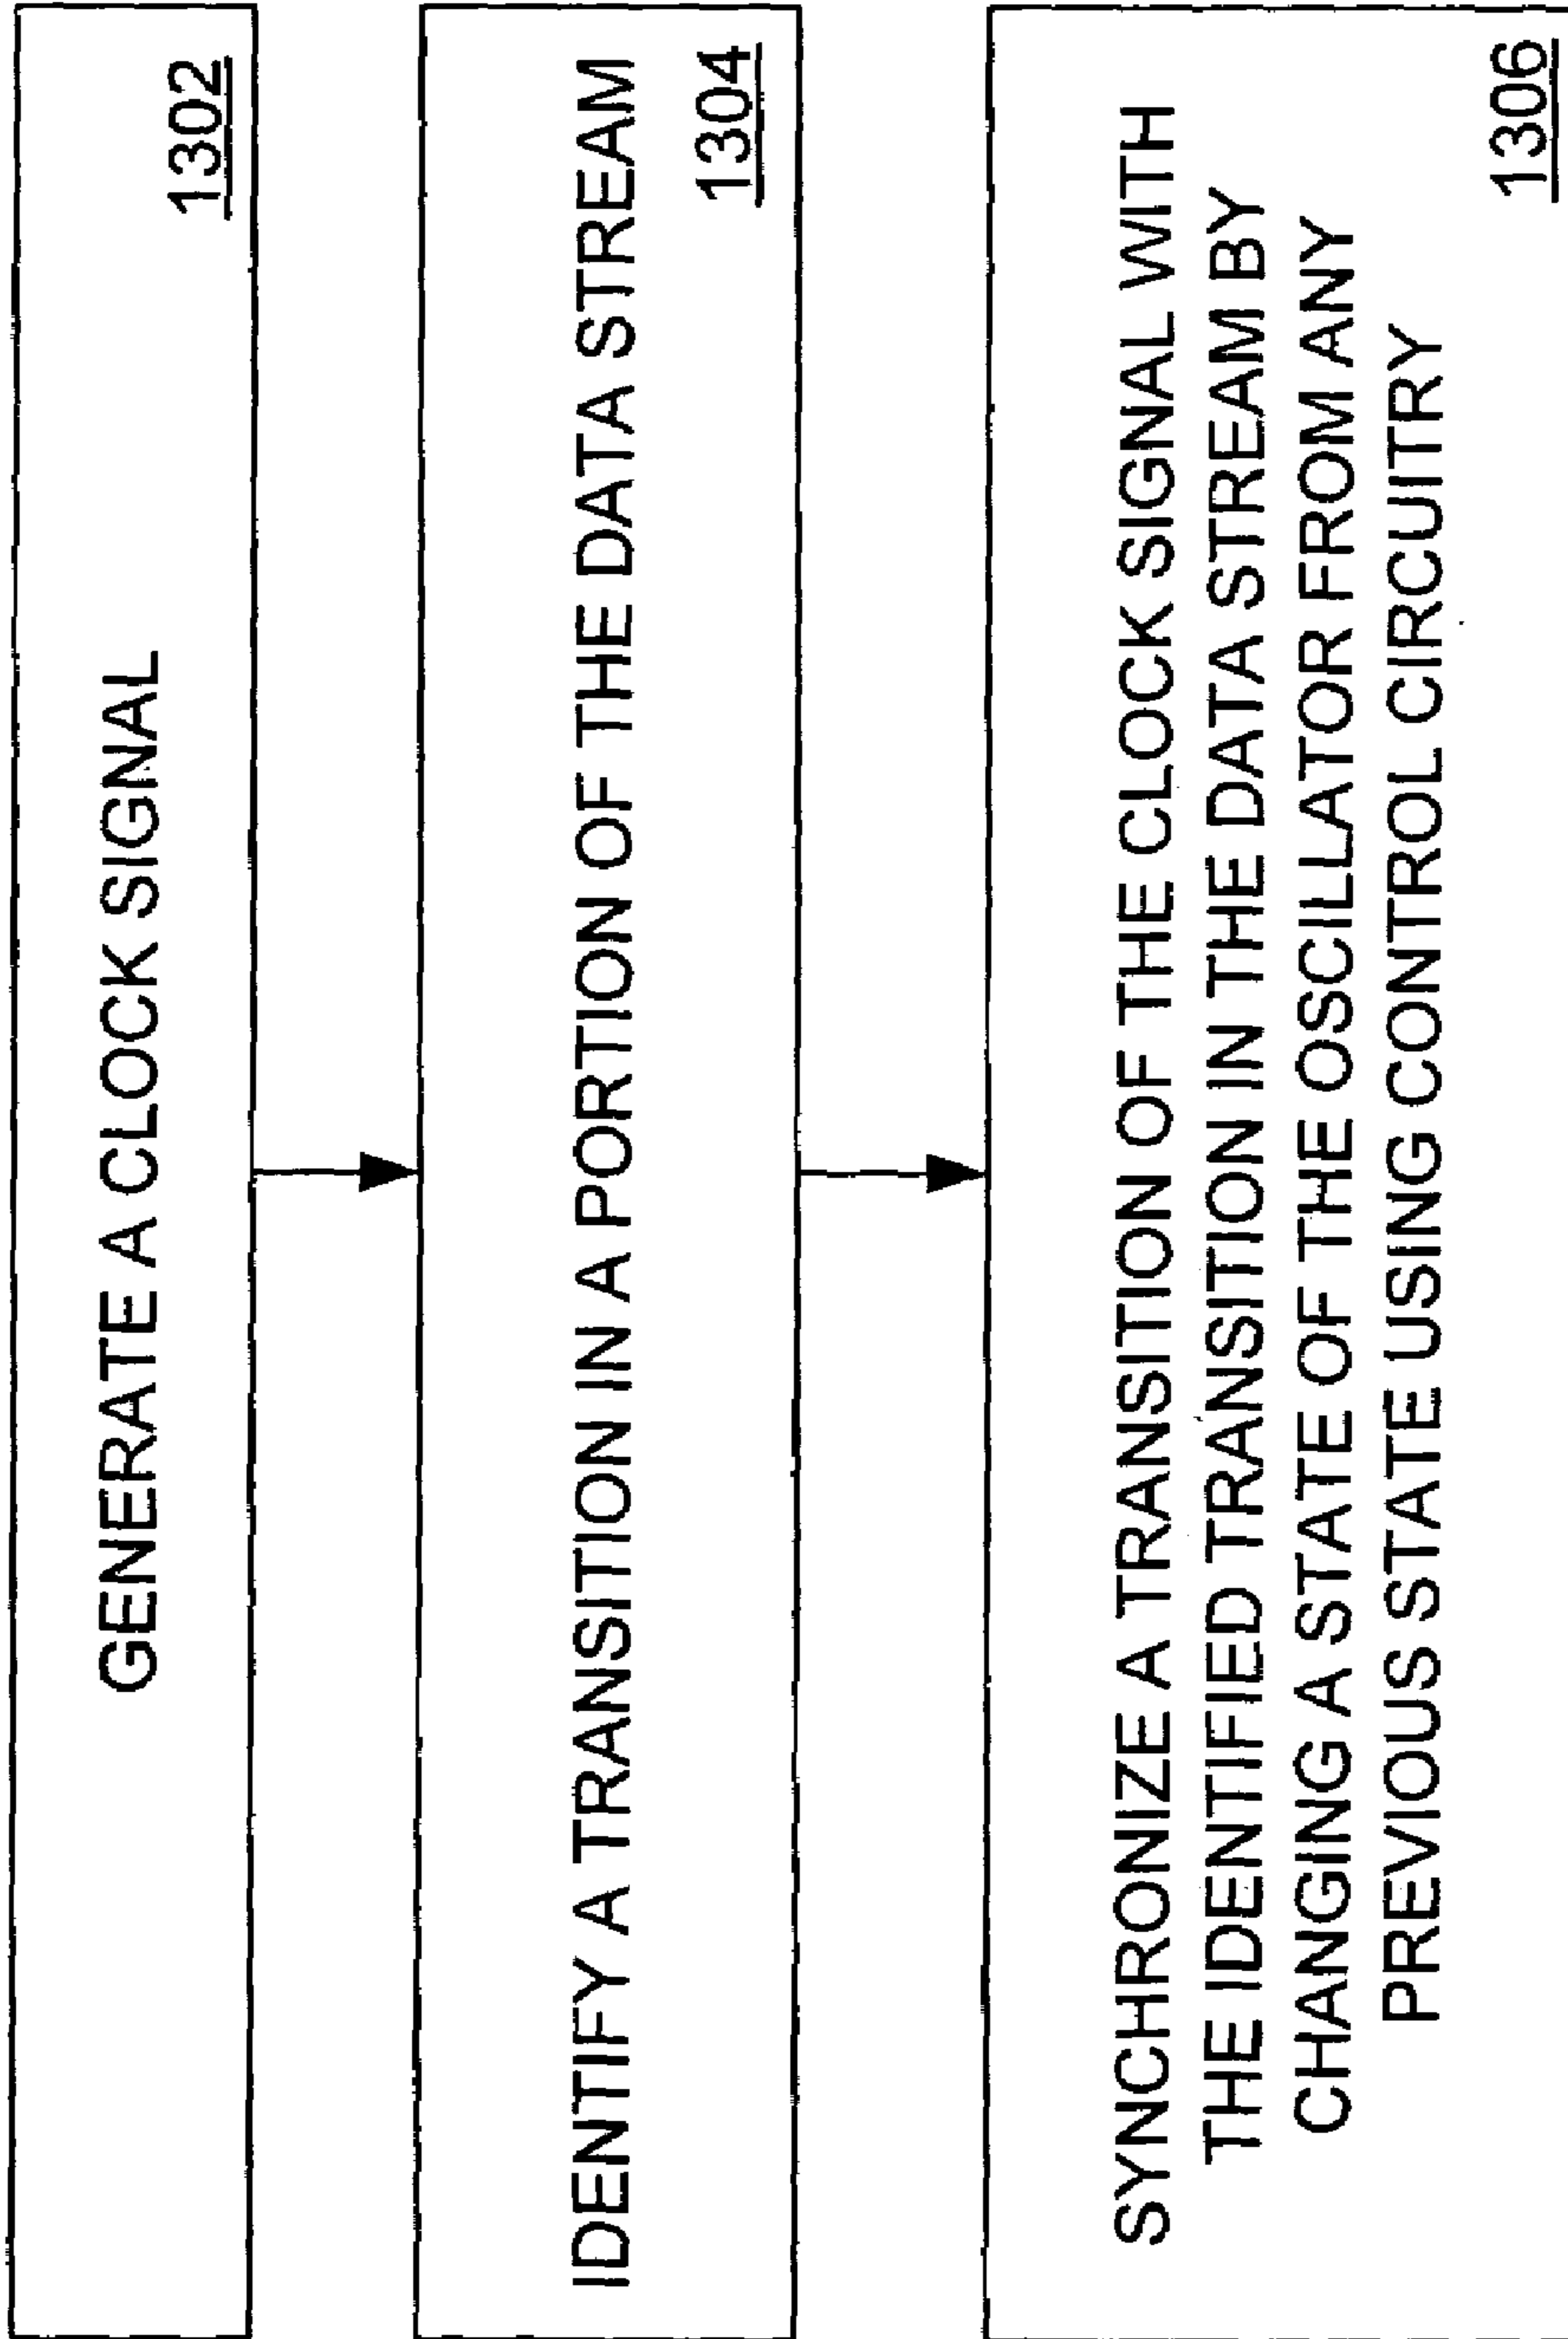 GENERATE A CLOCK SIGNAL
1302
IDENTIFY A TRANSITION IN A PORTION OF THE DATA STREAM
1304
SYNCHRONIZE A TRANSITION OF THE CLOCK SIGNAL WITH
THE IDENTIFIED TRANSITION IN THE DATA STREAM BY
CHANGING A STATE OF THE OSCILLATOR FROM ANY
PREVIOUS STATE USING CONTROL CIRCUITRY
1306